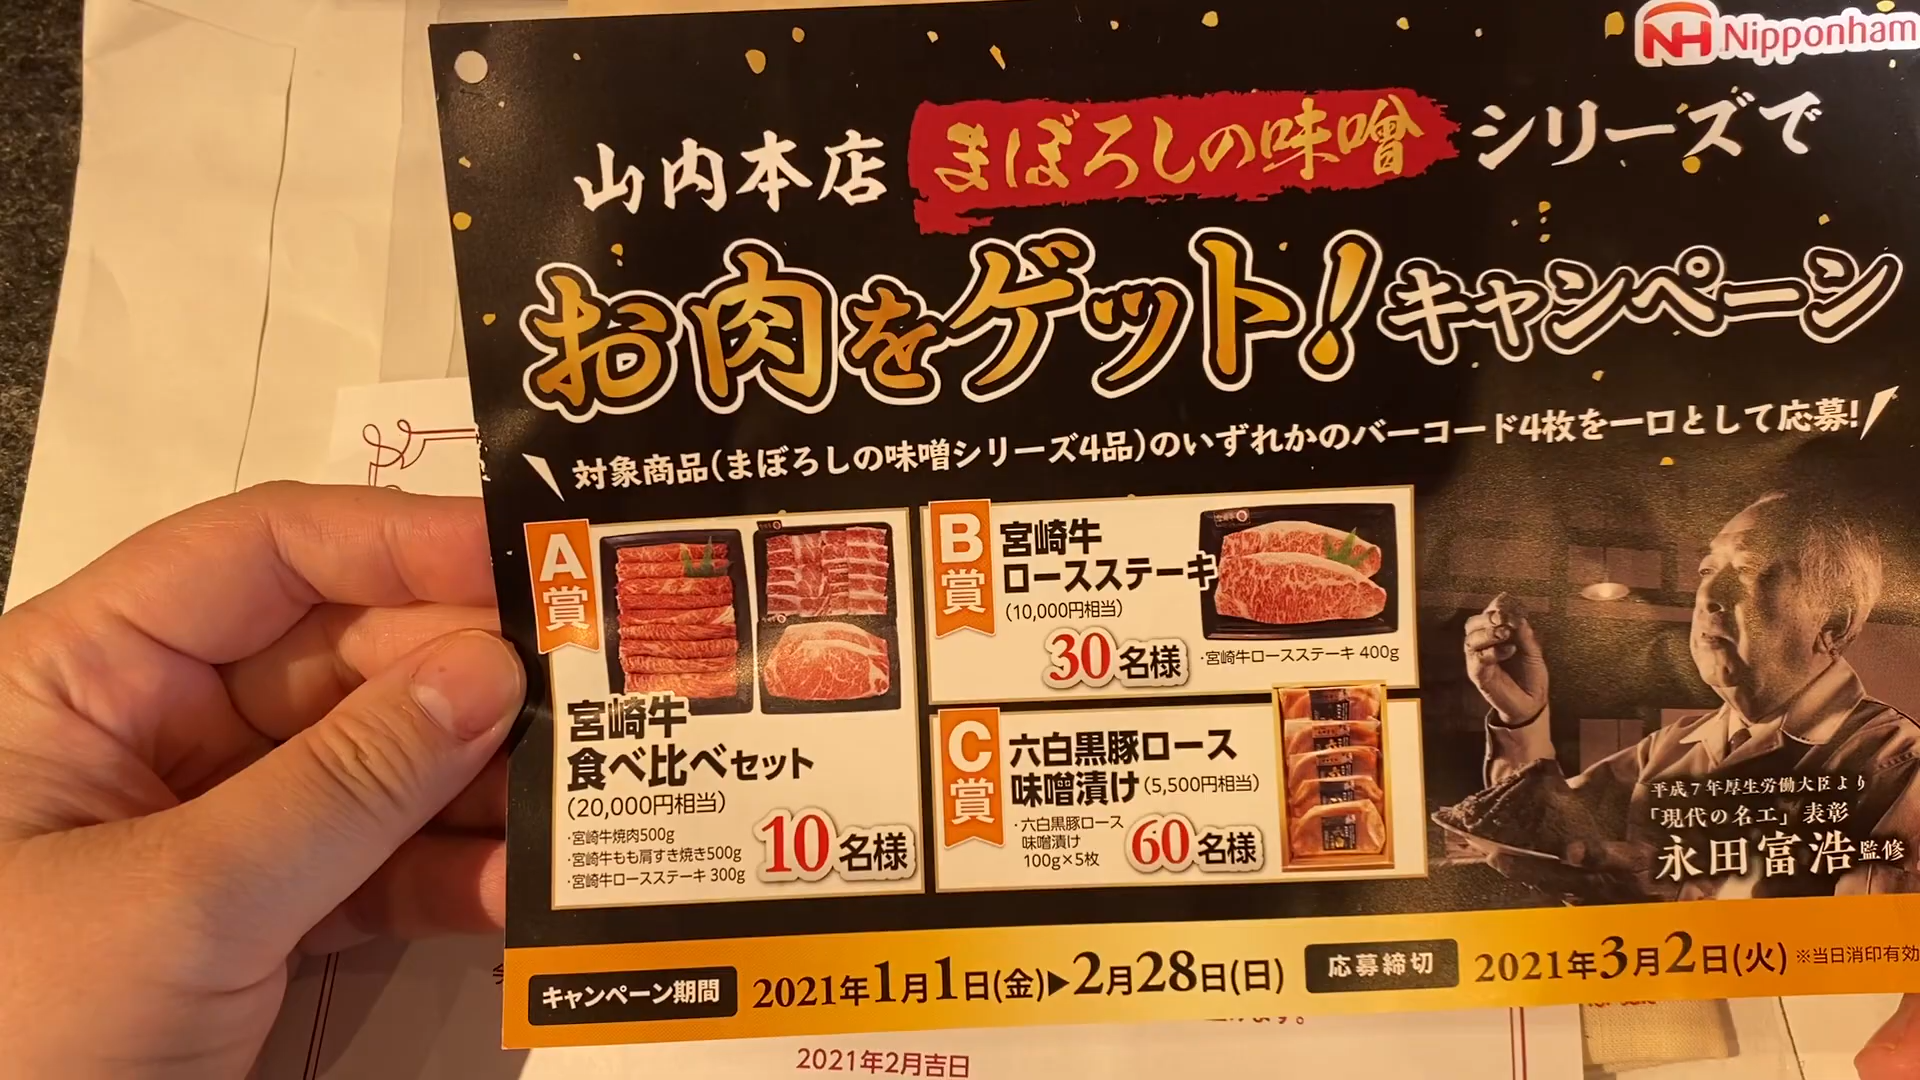 Nipponham
山内本店 まぼろしの味噌 シリーズで
お肉をゲット!キャンペーン
対象商品(まぼろしの味噌シリーズ4品)のいずれかのバーコード4枚を一口として応募!
A賞
宮崎牛
食べ比べセット
(20,000円相当)
・宮崎牛焼肉500g
・宮崎牛もも肩すき焼き500g
・宮崎牛ロースステーキ 300g
10名様
B賞
宮崎牛
ロースステーキ
(10,000円相当)
30名様
・宮崎牛ロースステーキ 400g
C賞
六白黒豚ロース
味噌漬け(5,500円相当)
・六白黒豚ロース
味噌漬け
100g×5枚
60名様
平成7年厚生労働大臣より
「現代の名工」表彰
永田富浩監修
キャンペーン期間 2021年1月1日(金)▶2月28日(日) 応募締切 2021年3月2日(火) ※当日消印有効
2021年2月吉日